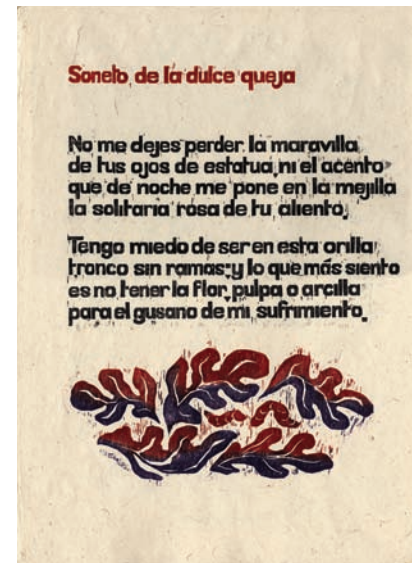 Soneto de la dulce queja
No me dejes perder la maravilla
de tus ojos de estatua, ni el acento
que de noche me pone en la mejilla
la solitaria rosa de tu aliento.
Tengo miedo de ser en esta orilla
tronco sin ramas; y lo que más siento
es no tener la flor, pulpa o arcilla
para el gusano de mi sufrimiento.